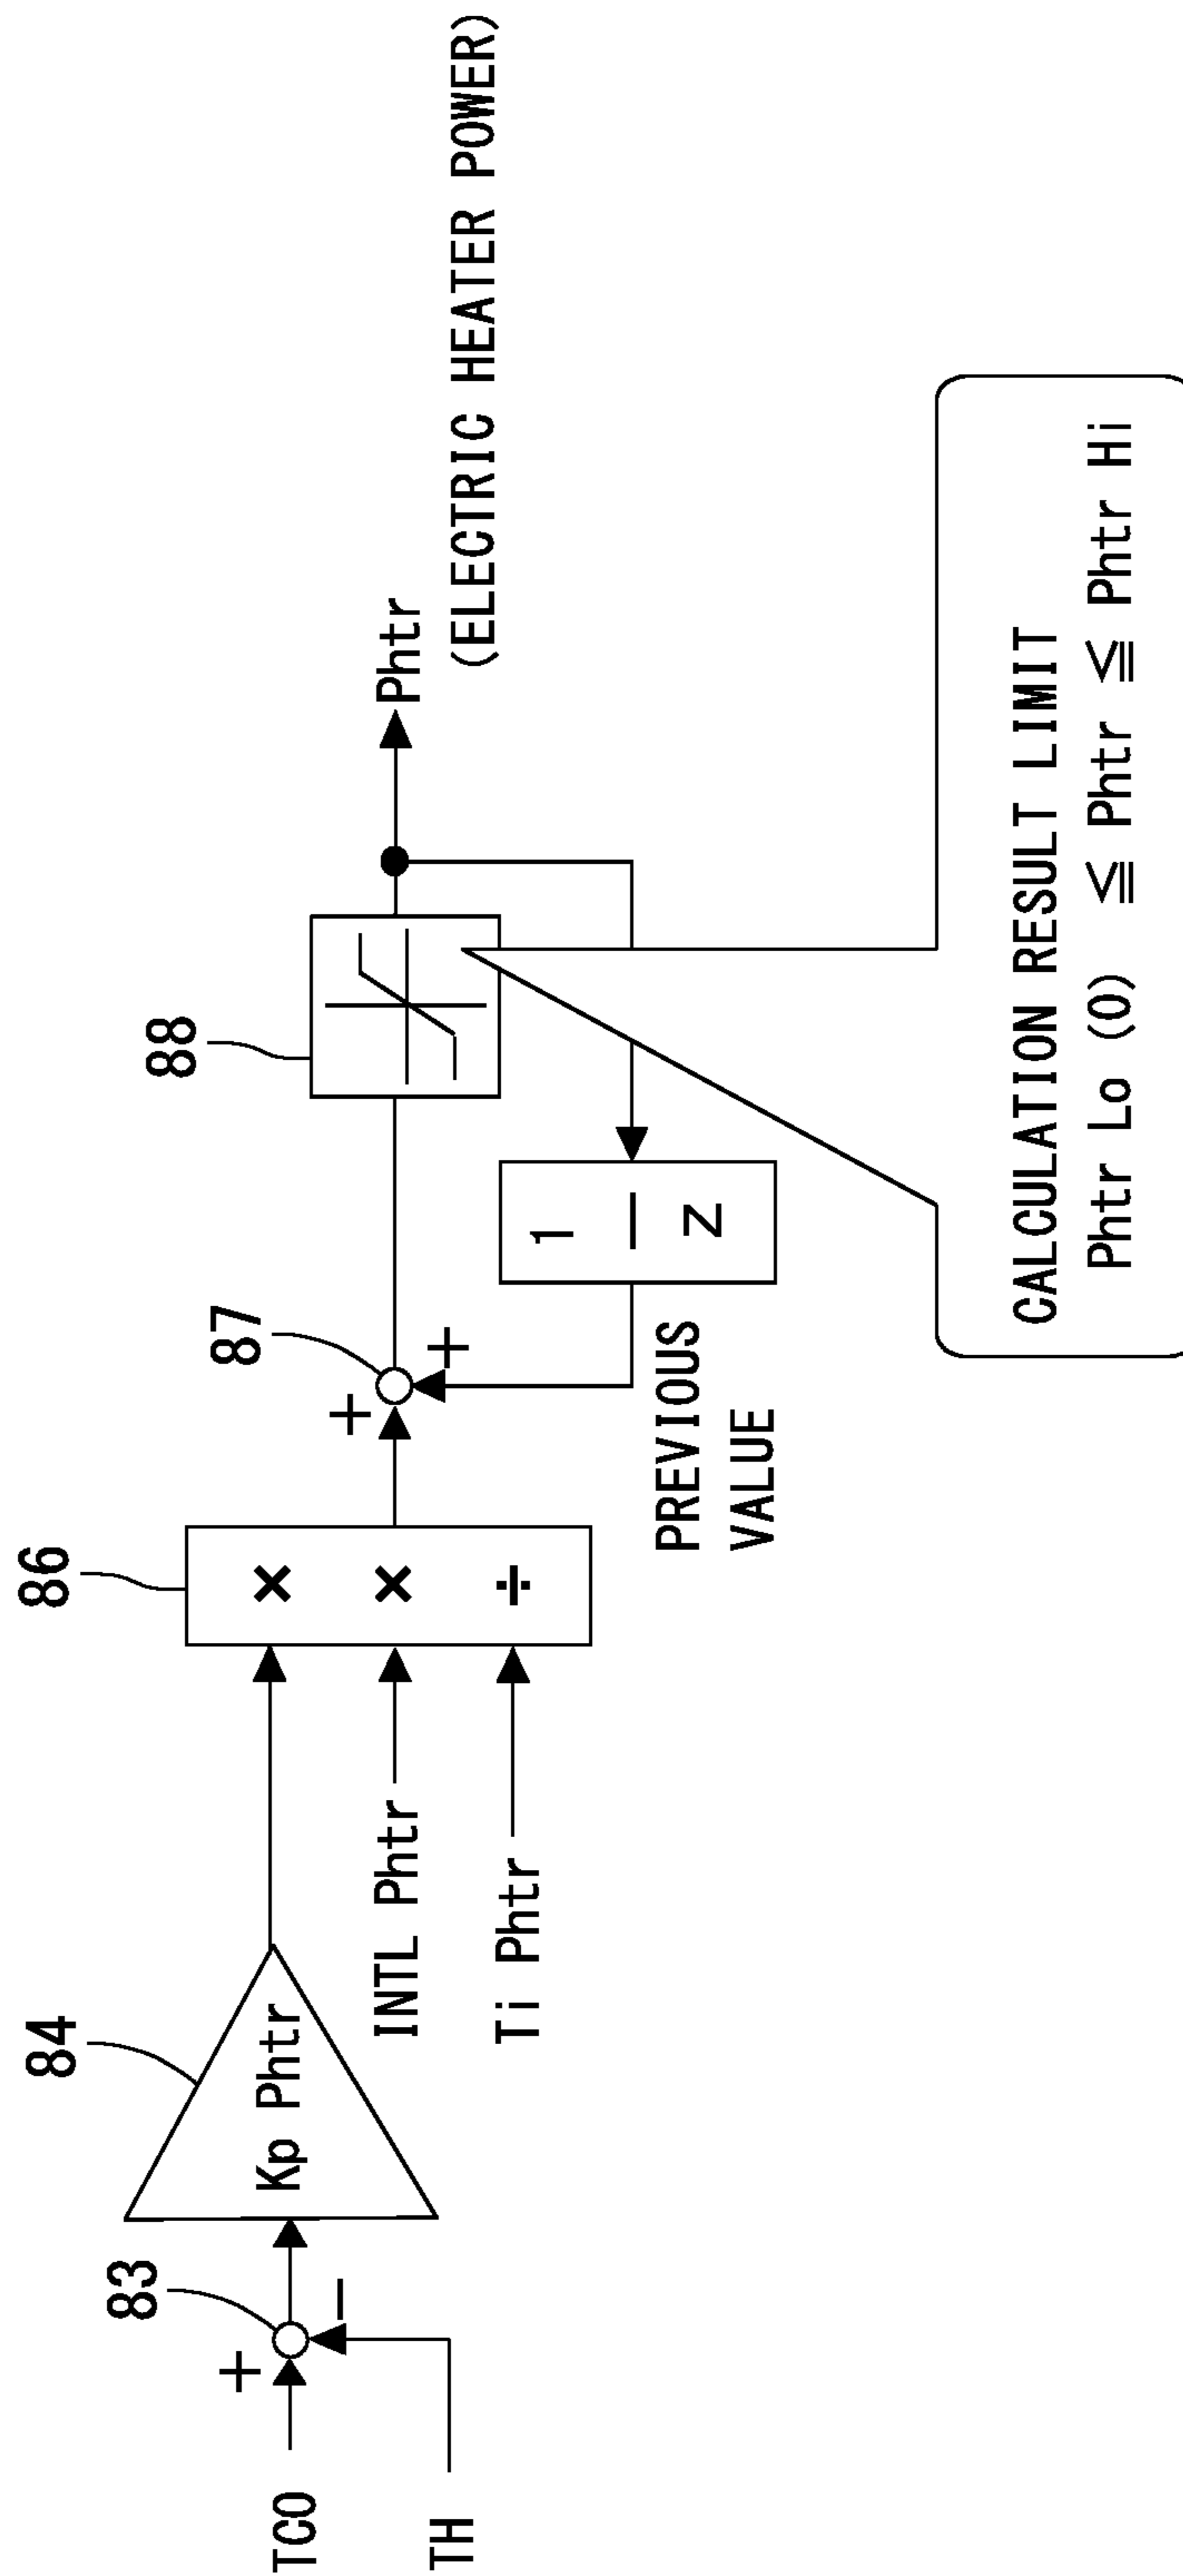 TCO
TH
+
−
83
Kp Phtr
84
INTL Phtr
Ti Phtr
×
×
÷
86
+
+
87
PREVIOUS
VALUE
1
Z
88
Phtr
(ELECTRIC HEATER POWER)
CALCULATION RESULT LIMIT
Phtr Lo (0) ≦ Phtr ≦ Phtr Hi